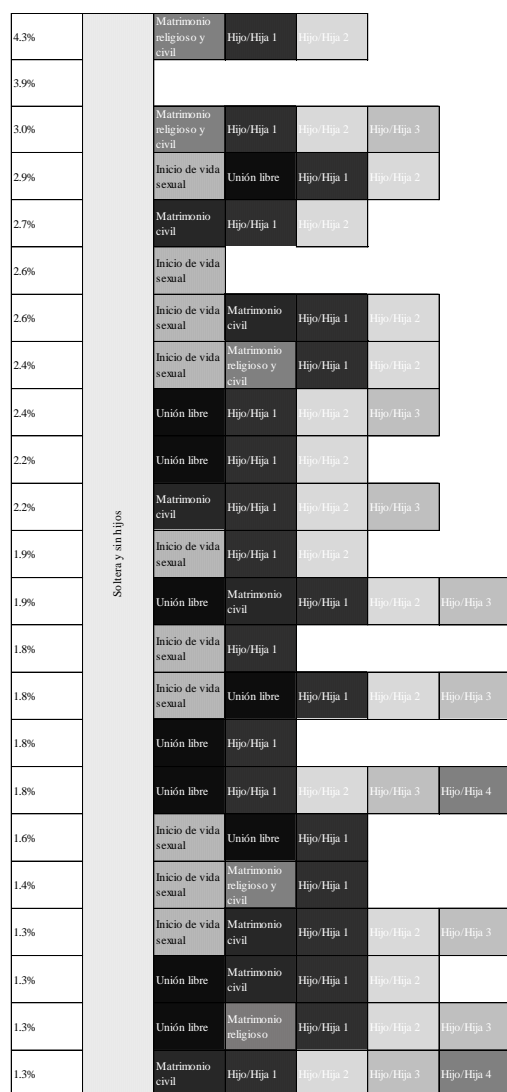 4.3% Matrimonio religioso y civil Hijo/Hija 1 Hijo/Hija 2
3.9%
3.0% Matrimonio religioso y civil Hijo/Hija 1 Hijo/Hija 2 Hijo/Hija 3
2.9% Inicio de vida sexual Unión libre Hijo/Hija 1 Hijo/Hija 2
2.7% Matrimonio civil Hijo/Hija 1 Hijo/Hija 2
2.6% Inicio de vida sexual
2.6% Inicio de vida sexual Matrimonio civil Hijo/Hija 1 Hijo/Hija 2
2.4% Inicio de vida sexual Matrimonio religioso y civil Hijo/Hija 1 Hijo/Hija 2
2.4% Unión libre Hijo/Hija 1 Hijo/Hija 2 Hijo/Hija 3
2.2% Unión libre Hijo/Hija 1 Hijo/Hija 2
2.2% Matrimonio civil Hijo/Hija 1 Hijo/Hija 2 Hijo/Hija 3
Soltera y sin hijos
1.9% Inicio de vida sexual Hijo/Hija 1 Hijo/Hija 2
1.9% Unión libre Matrimonio civil Hijo/Hija 1 Hijo/Hija 2 Hijo/Hija 3
1.8% Inicio de vida sexual Hijo/Hija 1
1.8% Inicio de vida sexual Unión libre Hijo/Hija 1 Hijo/Hija 2 Hijo/Hija 3
1.8% Unión libre Hijo/Hija 1
1.8% Unión libre Hijo/Hija 1 Hijo/Hija 2 Hijo/Hija 3 Hijo/Hija 4
1.6% Inicio de vida sexual Unión libre Hijo/Hija 1
1.4% Inicio de vida sexual Matrimonio religioso y civil Hijo/Hija 1
1.3% Inicio de vida sexual Matrimonio civil Hijo/Hija 1 Hijo/Hija 2 Hijo/Hija 3
1.3% Unión libre Matrimonio civil Hijo/Hija 1 Hijo/Hija 2
1.3% Unión libre Matrimonio religioso Hijo/Hija 1 Hijo/Hija 2 Hijo/Hija 3
1.3% Matrimonio civil Hijo/Hija 1 Hijo/Hija 2 Hijo/Hija 3 Hijo/Hija 4